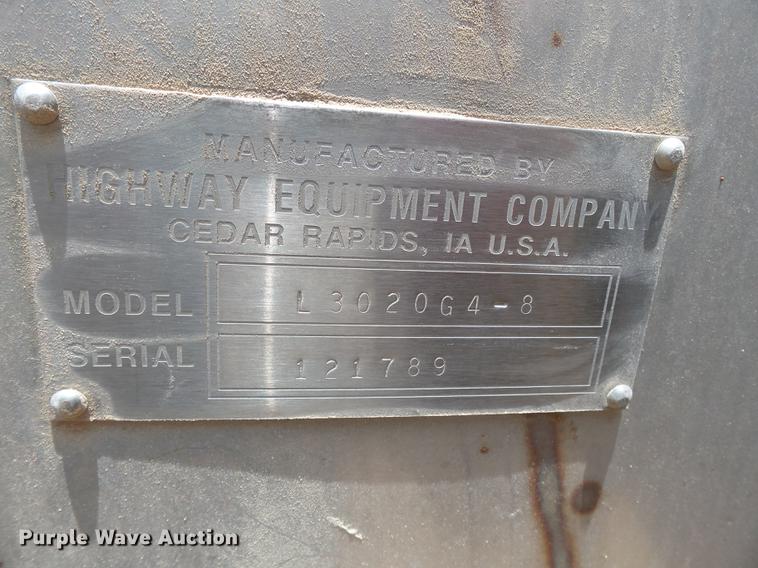 MANUFACTURED BY
HIGHWAY EQUIPMENT COMPANY
CEDAR RAPIDS, IA U.S.A.
MODEL L3020G4-8
SERIAL 121789
Purple Wave Auction